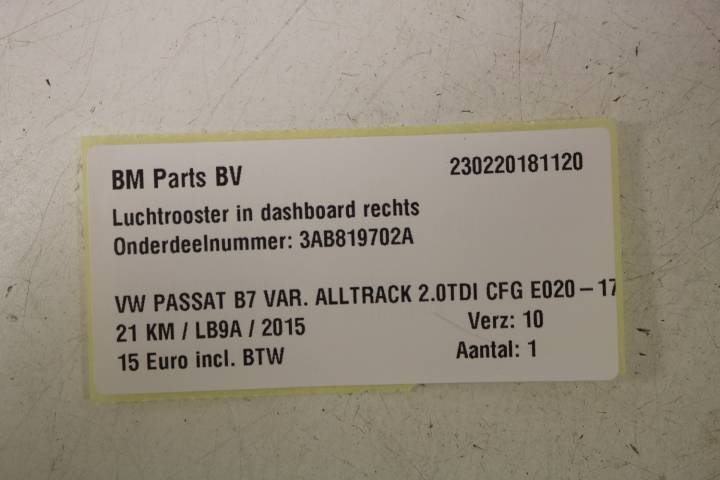 BM Parts BV 230220181120
Luchtrooster in dashboard rechts
Onderdeelnummer: 3AB819702A
VW PASSAT B7 VAR. ALLTRACK 2.0TDI CFG E020-17
21 KM / LB9A / 2015 Verz: 10
15 Euro incl. BTW Aantal: 1